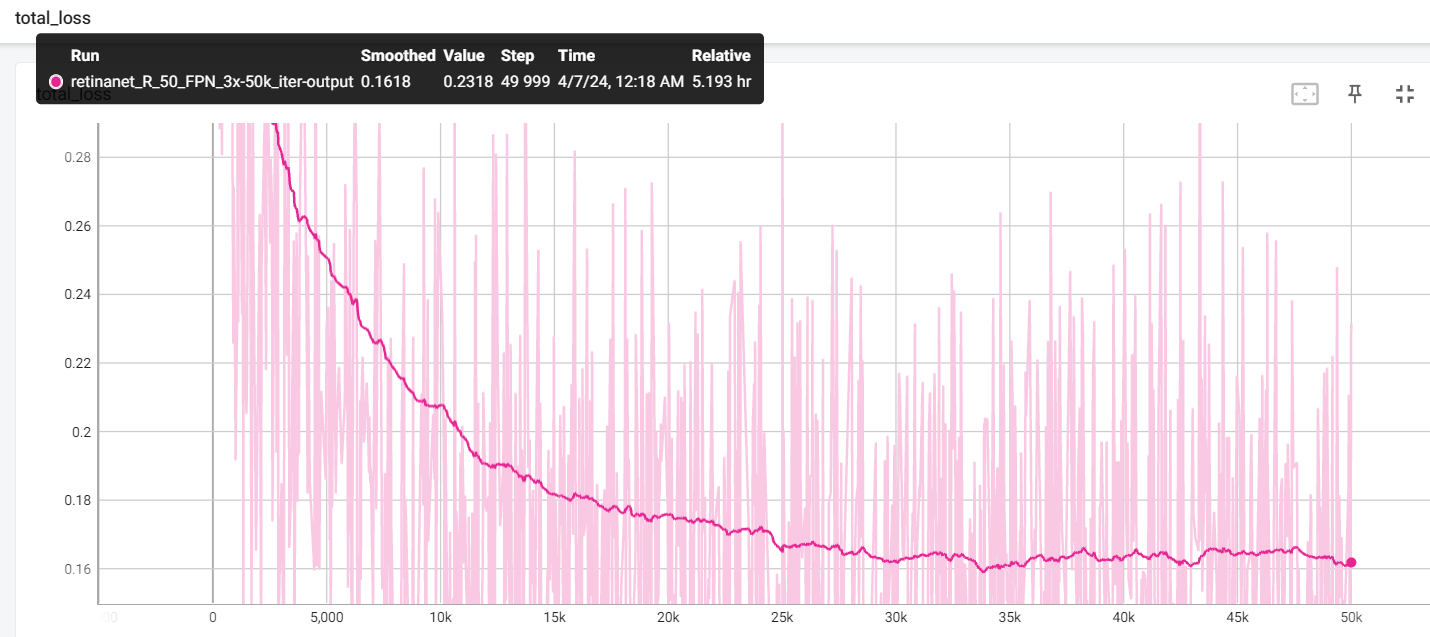 total_loss
Run Smoothed Value Step Time Relative
retinanet_R_50_FPN_3x-50k_iter-output 0.1618 0.2318 49 999 4/7/24, 12:18 AM 5.193 hr
total_loss
0.28
0.26
0.24
0.22
0.2
0.18
0.16
0 5,000 10k 15k 20k 25k 30k 35k 40k 45k 50k